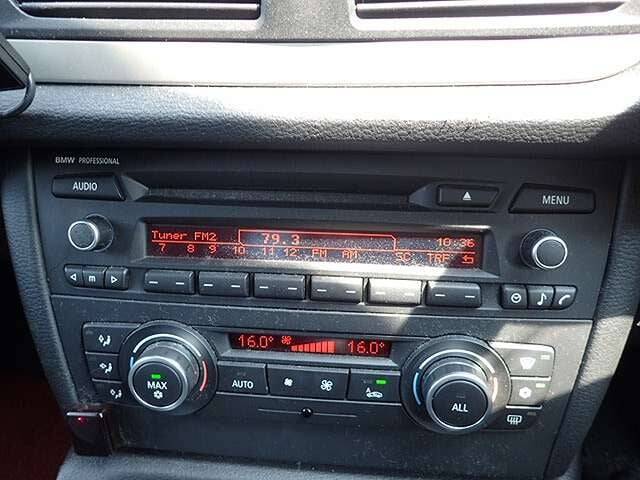 BMW PROFESSIONAL
AUDIO
MENU
Tuner FM2 79.3 10:36
7 8 9 10 11 12 FM AM SC TRF
m
16.0° 16.0°
MAX AUTO A ALL